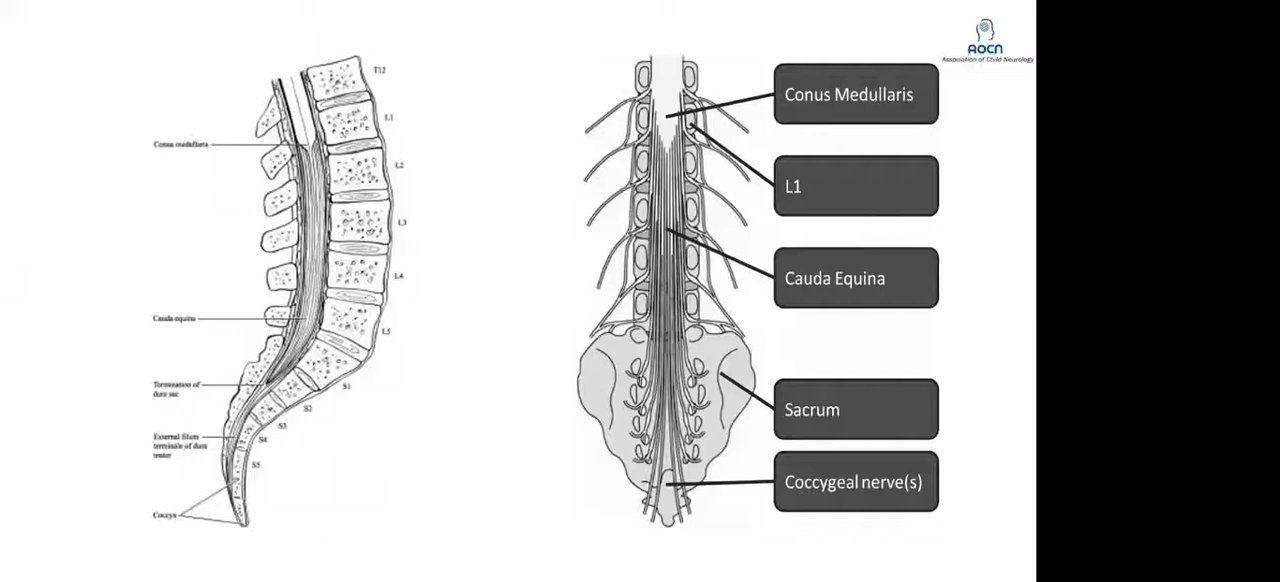 AOCN
Association of Child Neurology
T12
L1
Conus medullaris
L2
L3
L4
Cauda equina
L5
Termination of
dura sac
S1
S2
S3
External filum
terminale of dura
water
S4
S5
Coccyx
Conus Medullaris
L1
Cauda Equina
Sacrum
Coccygeal nerve(s)